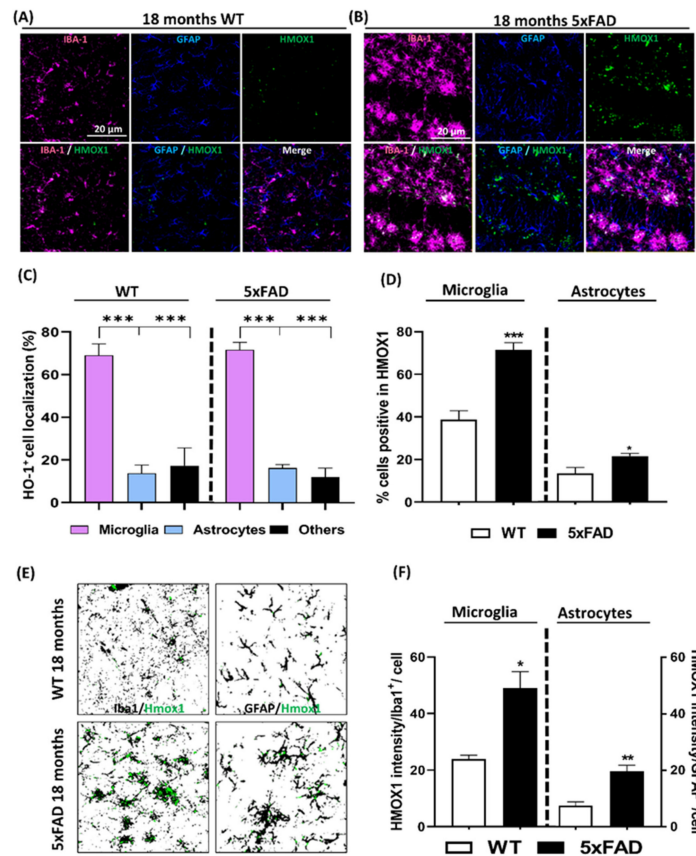 (A) 18 months WT
IBA-1 GFAP HMOX1
20 µm
IBA-1 / HMOX1 GFAP / HMOX1 Merge
(B) 18 months 5xFAD
IBA-1 GFAP HMOX1
20 µm
IBA-1 / HMOX1 GFAP / HMOX1 Merge
(C)
WT 5xFAD
*** *** *** ***
HO-1+ cell localization (%)
80
60
40
20
0
Microglia Astrocytes Others
(D)
Microglia Astrocytes
***
*
% cells positive in HMOX1
80
60
40
20
0
WT 5xFAD
(E)
WT 18 months
Iba1/Hmox1 GFAP/Hmox1
5xFAD 18 months
(F)
Microglia Astrocytes
*
**
HMOX1 intensity/Iba1+/ cell
60
40
20
0
60
40
20
0
WT 5xFAD